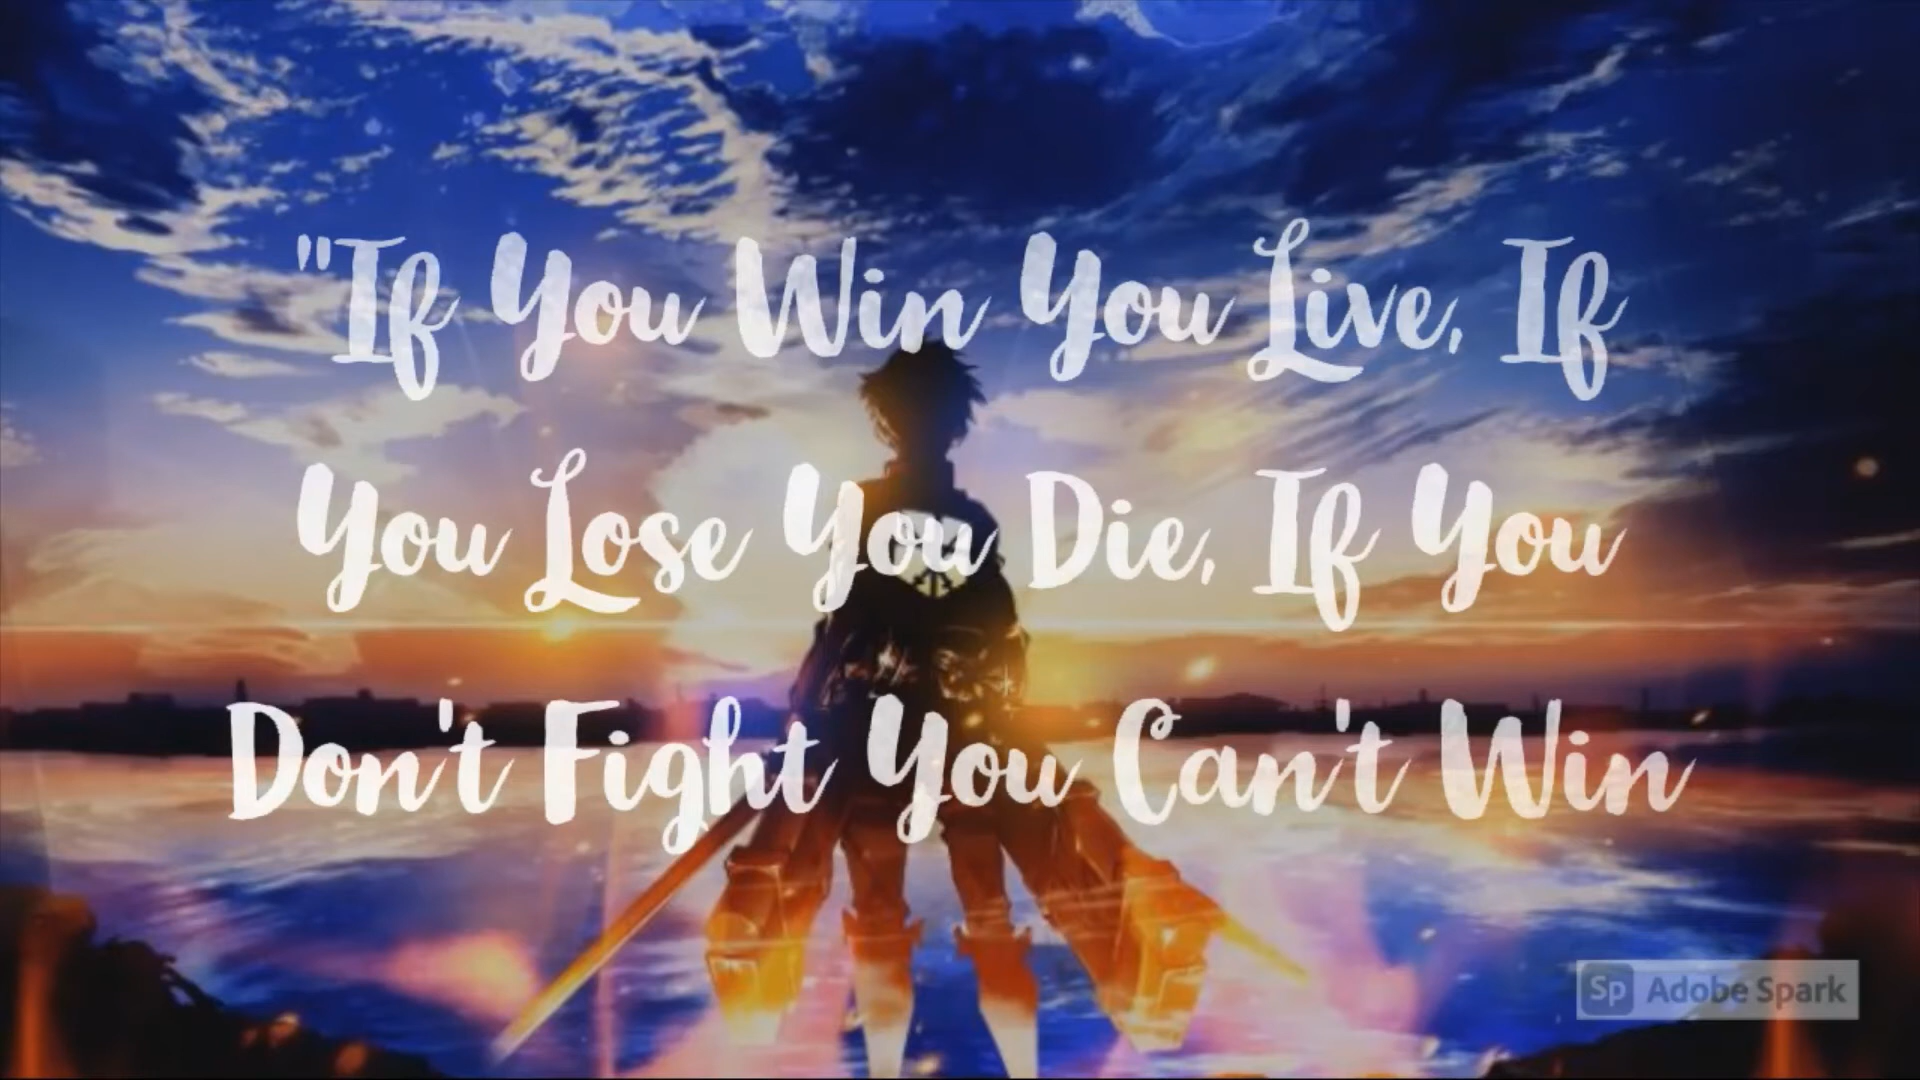 "If You Win You Live, If
You Lose You Die, If You
Don't Fight You Can't Win
Sp Adobe Spark